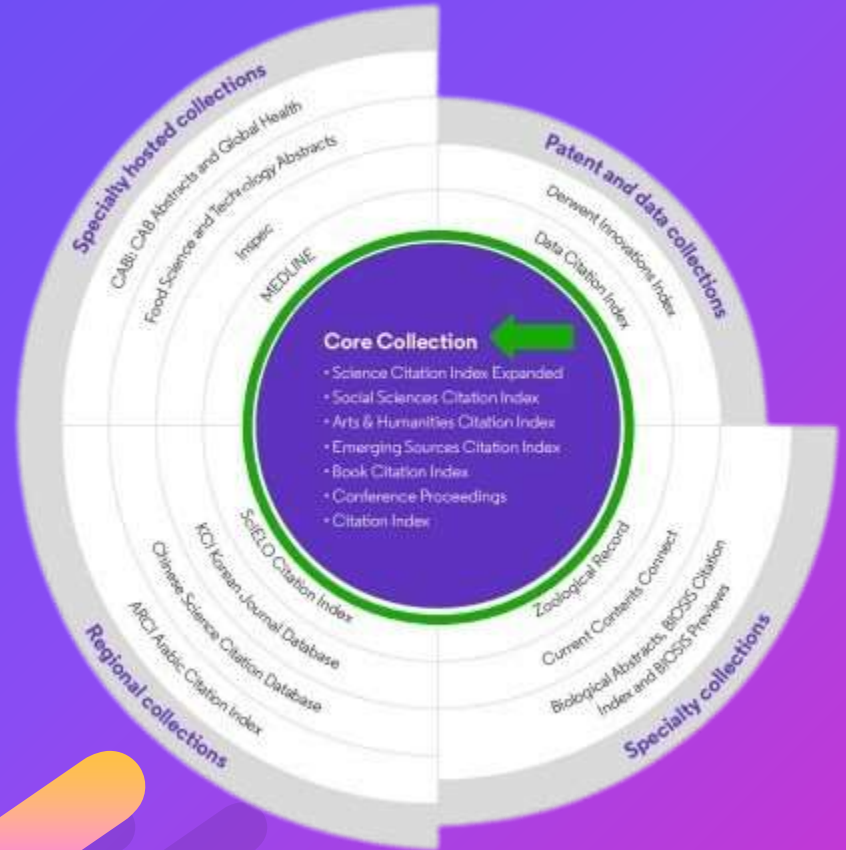 Specialty hosted collections
CABI: CAB Abstracts and Global Health
Food Science and Technology Abstracts
Inspec
MEDLINE
Patent and data collections
Derwent Innovations Index
Data Citation Index
Core Collection
• Science Citation Index Expanded
• Social Sciences Citation Index
• Arts & Humanities Citation Index
• Emerging Sources Citation Index
• Book Citation Index
• Conference Proceedings
• Citation Index
SciELO Citation Index
KCI Korean Journal Database
Chinese Science Citation Database
ARCI Arabic Citation Index
Regional collections
Zoological Record
Current Contents Connect
Biological Abstracts, BIOSIS Citation
Index and BIOSIS Previews
Specialty collections